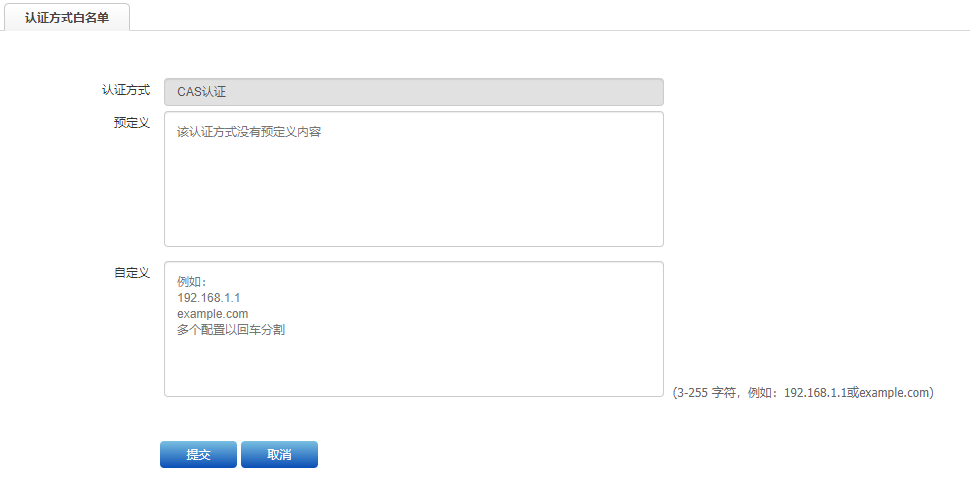 认证方式白名单
认证方式 CAS认证
预定义 该认证方式没有预定义内容
自定义 例如：
192.168.1.1
example.com
多个配置以回车分割
(3-255 字符，例如：192.168.1.1或example.com)
提交 取消